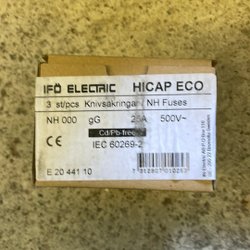 IFÖ ELECTRIC HICAP ECO
3 st/pcs Knivsäkringar / NH Fuses
NH 000 gG 25A 500V~
Cd/Pb-free
CE IEC 60269-2
E 20 441 10